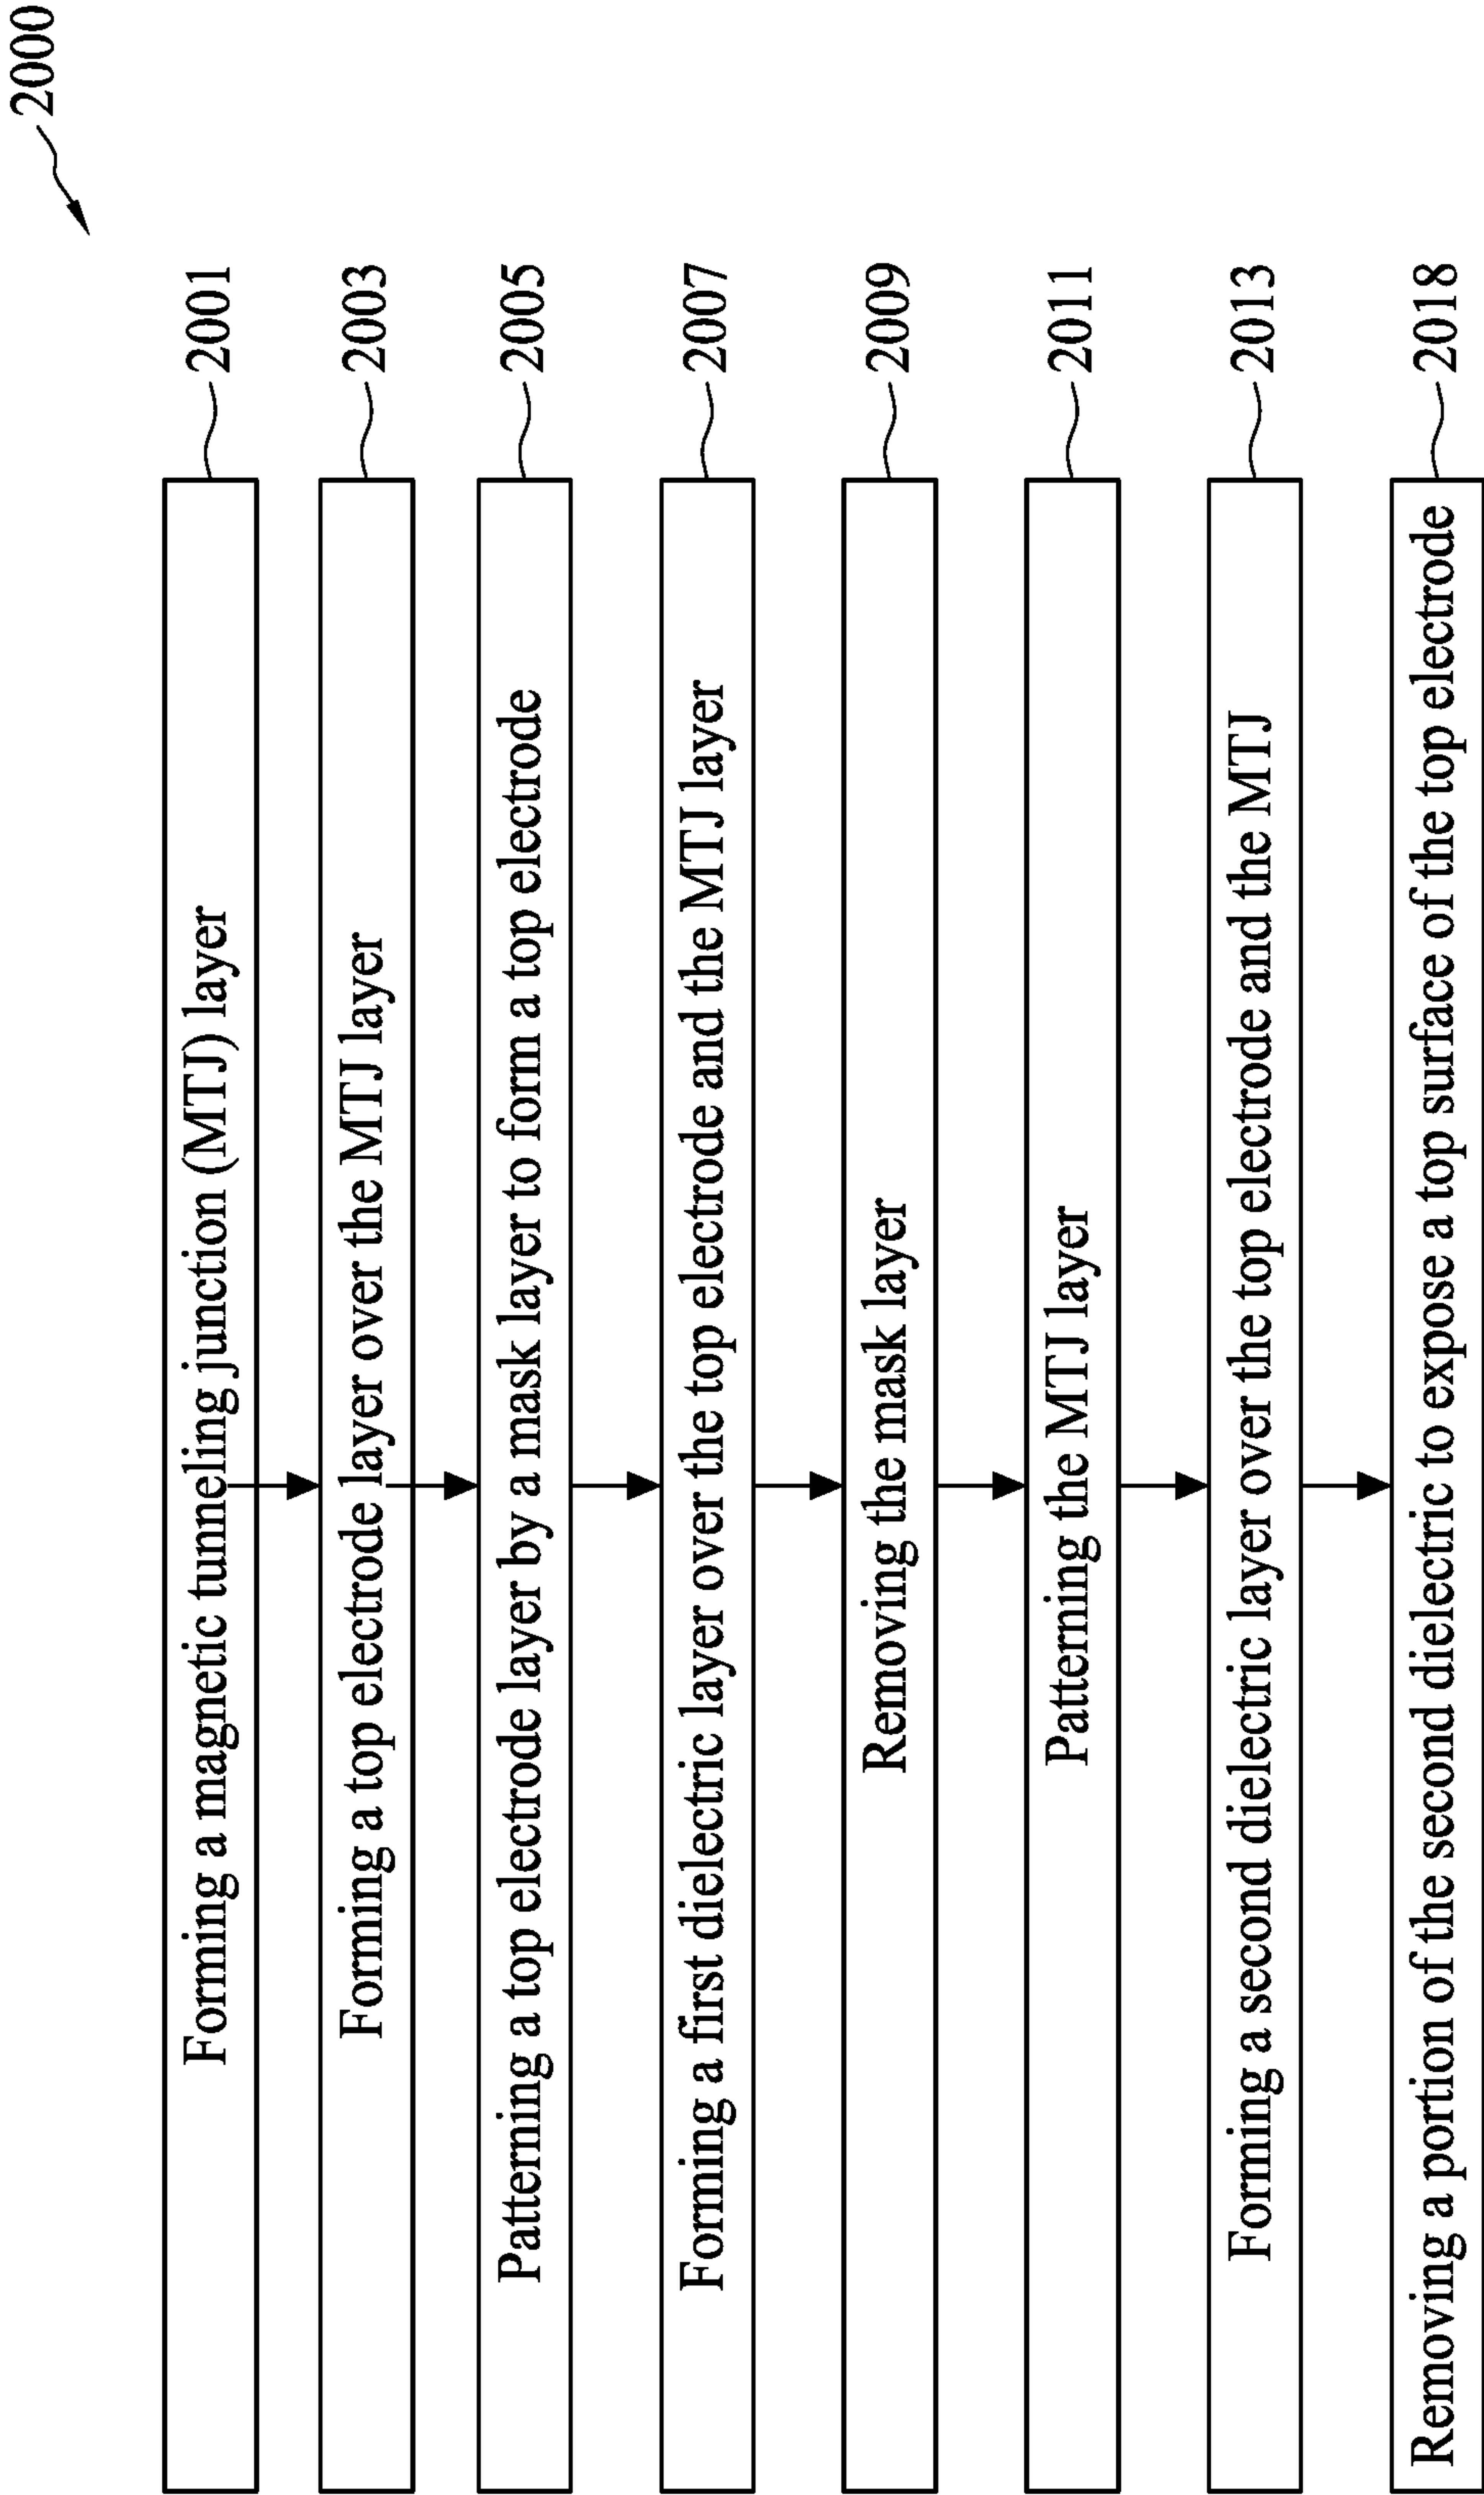 2000
Forming a magnetic tunneling junction (MTJ) layer
2001
Forming a top electrode layer over the MTJ layer
2003
Patterning a top electrode layer by a mask layer to form a top electrode
2005
Forming a first dielectric layer over the top electrode and the MTJ layer
2007
Removing the mask layer
2009
Patterning the MTJ layer
2011
Forming a second dielectric layer over the top electrode and the MTJ
2013
Removing a portion of the second dielectric to expose a top surface of the top electrode
2018